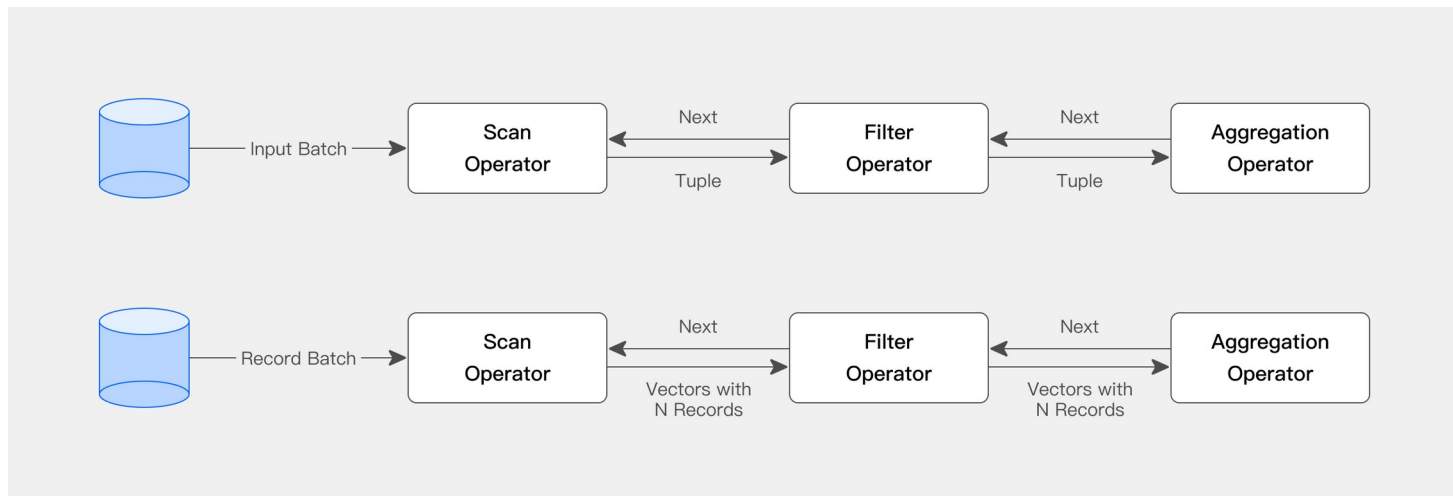 Input Batch
Scan
Operator
Next
Tuple
Filter
Operator
Next
Tuple
Aggregation
Operator
Record Batch
Scan
Operator
Next
Vectors with
N Records
Filter
Operator
Next
Vectors with
N Records
Aggregation
Operator